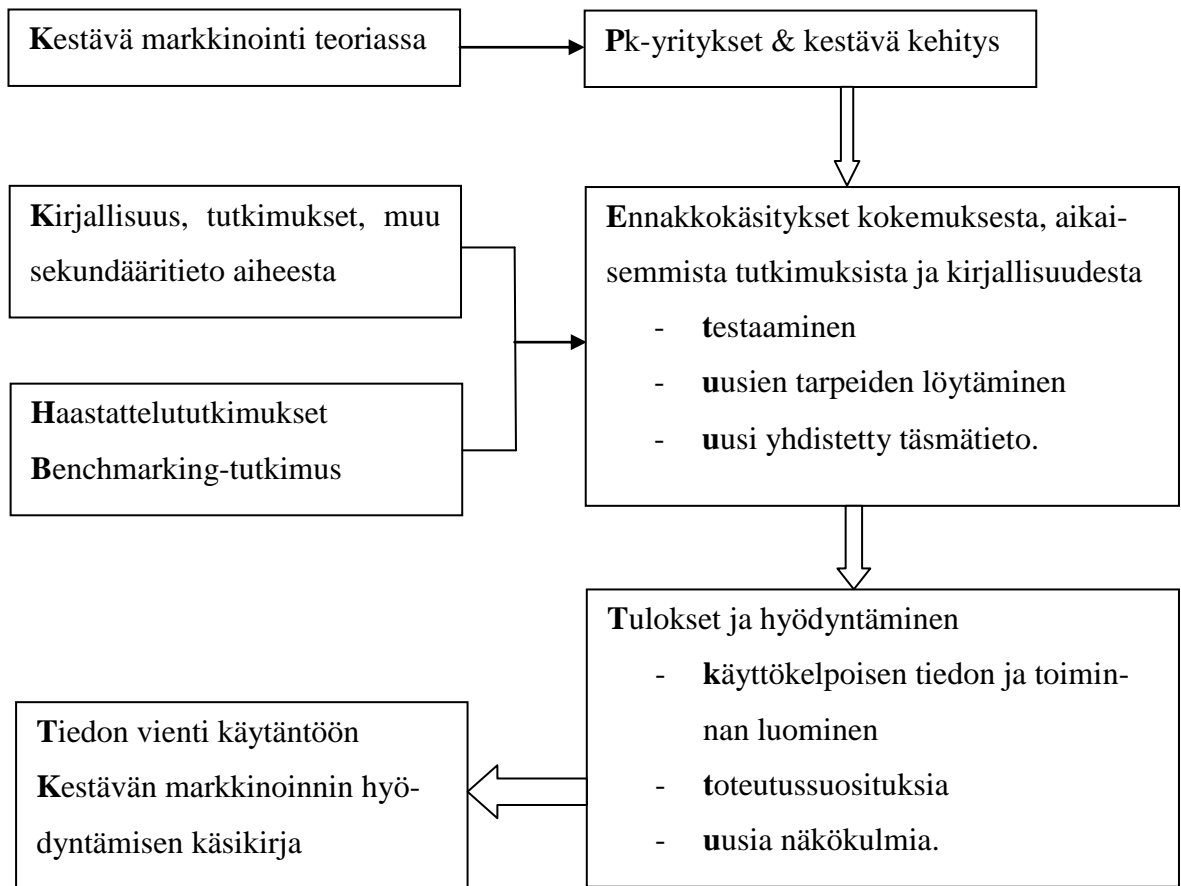 Kestävä markkinointi teoriassa
Pk-yritykset & kestävä kehitys
Kirjallisuus, tutkimukset, muu
sekundääritieto aiheesta
Haastattelututkimukset
Benchmarking-tutkimus
Ennakkokäsitykset kokemuksesta, aikai-
semmista tutkimuksista ja kirjallisuudesta
- testaaminen
- uusien tarpeiden löytäminen
- uusi yhdistetty täsmätieto.
Tulokset ja hyödyntäminen
- käyttökelpoisen tiedon ja toimin-
nan luominen
- toteutussuosituksia
- uusia näkökulmia.
Tiedon vienti käytäntöön
Kestävän markkinoinnin hyö-
dyntämisen käsikirja